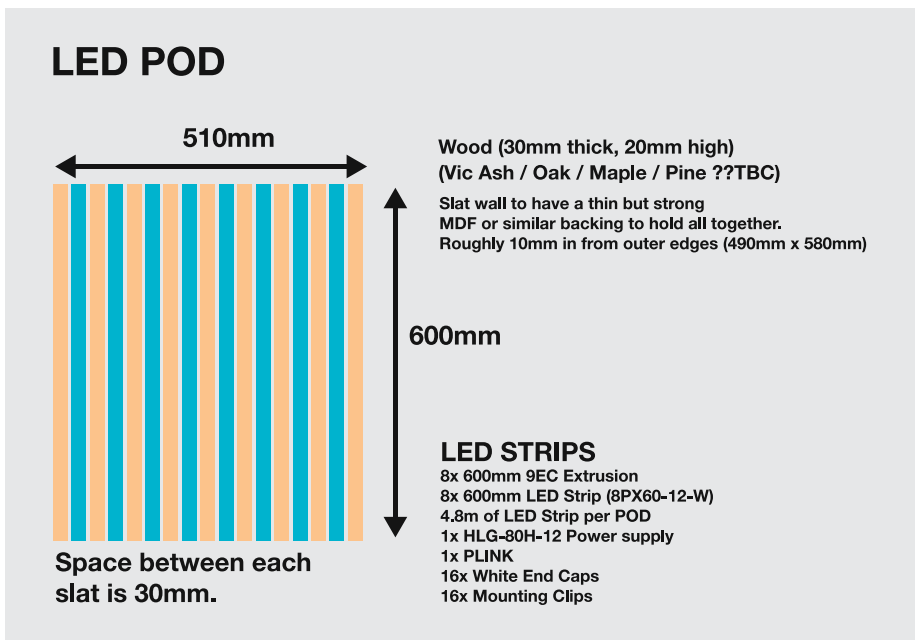 LED POD
510mm
Wood (30mm thick, 20mm high)
(Vic Ash / Oak / Maple / Pine ??TBC)
Slat wall to have a thin but strong
MDF or similar backing to hold all together.
Roughly 10mm in from outer edges (490mm x 580mm)
600mm
LED STRIPS
8x 600mm 9EC Extrusion
8x 600mm LED Strip (8PX60-12-W)
4.8m of LED Strip per POD
1x HLG-80H-12 Power supply
1x PLINK
16x White End Caps
16x Mounting Clips
Space between each
slat is 30mm.